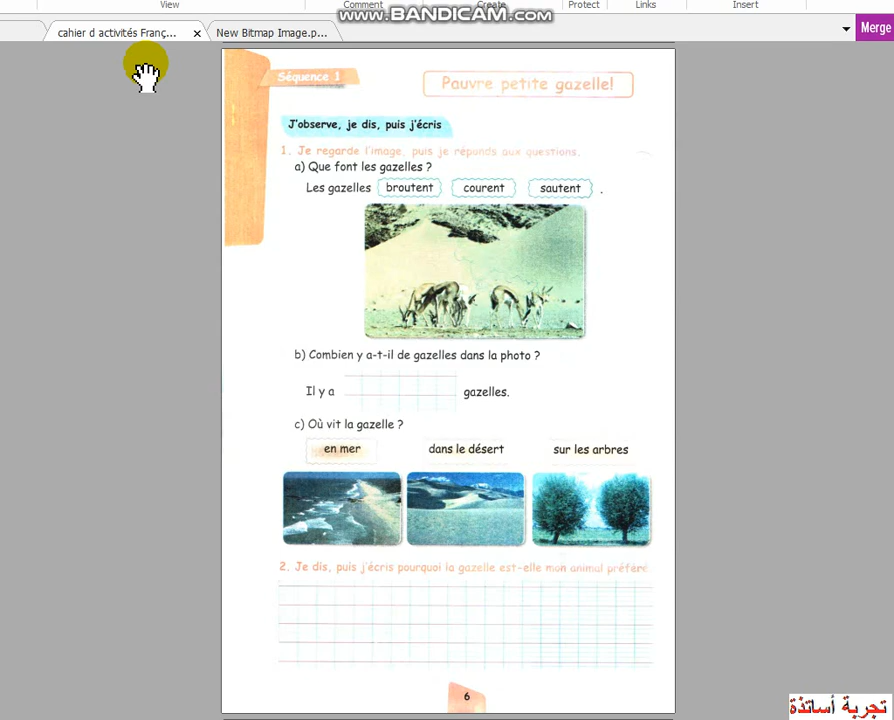 View
Comment
Create
Protect
Links
Insert
WWW.BANDICAM.COM
cahier d activités Franç... ×
New Bitmap Image.p...
Merge
Séquence 1
Pauvre petite gazelle!
J'observe, je dis, puis j'écris
1. Je regarde l'image, puis je réponds aux questions.
a) Que font les gazelles ?
Les gazelles broutent courent sautent .
b) Combien y a-t-il de gazelles dans la photo ?
Il y a gazelles.
c) Où vit la gazelle ?
en mer dans le désert sur les arbres
2. Je dis, puis j'écris pourquoi la gazelle est-elle mon animal préféré
6
تجربة أساتذة